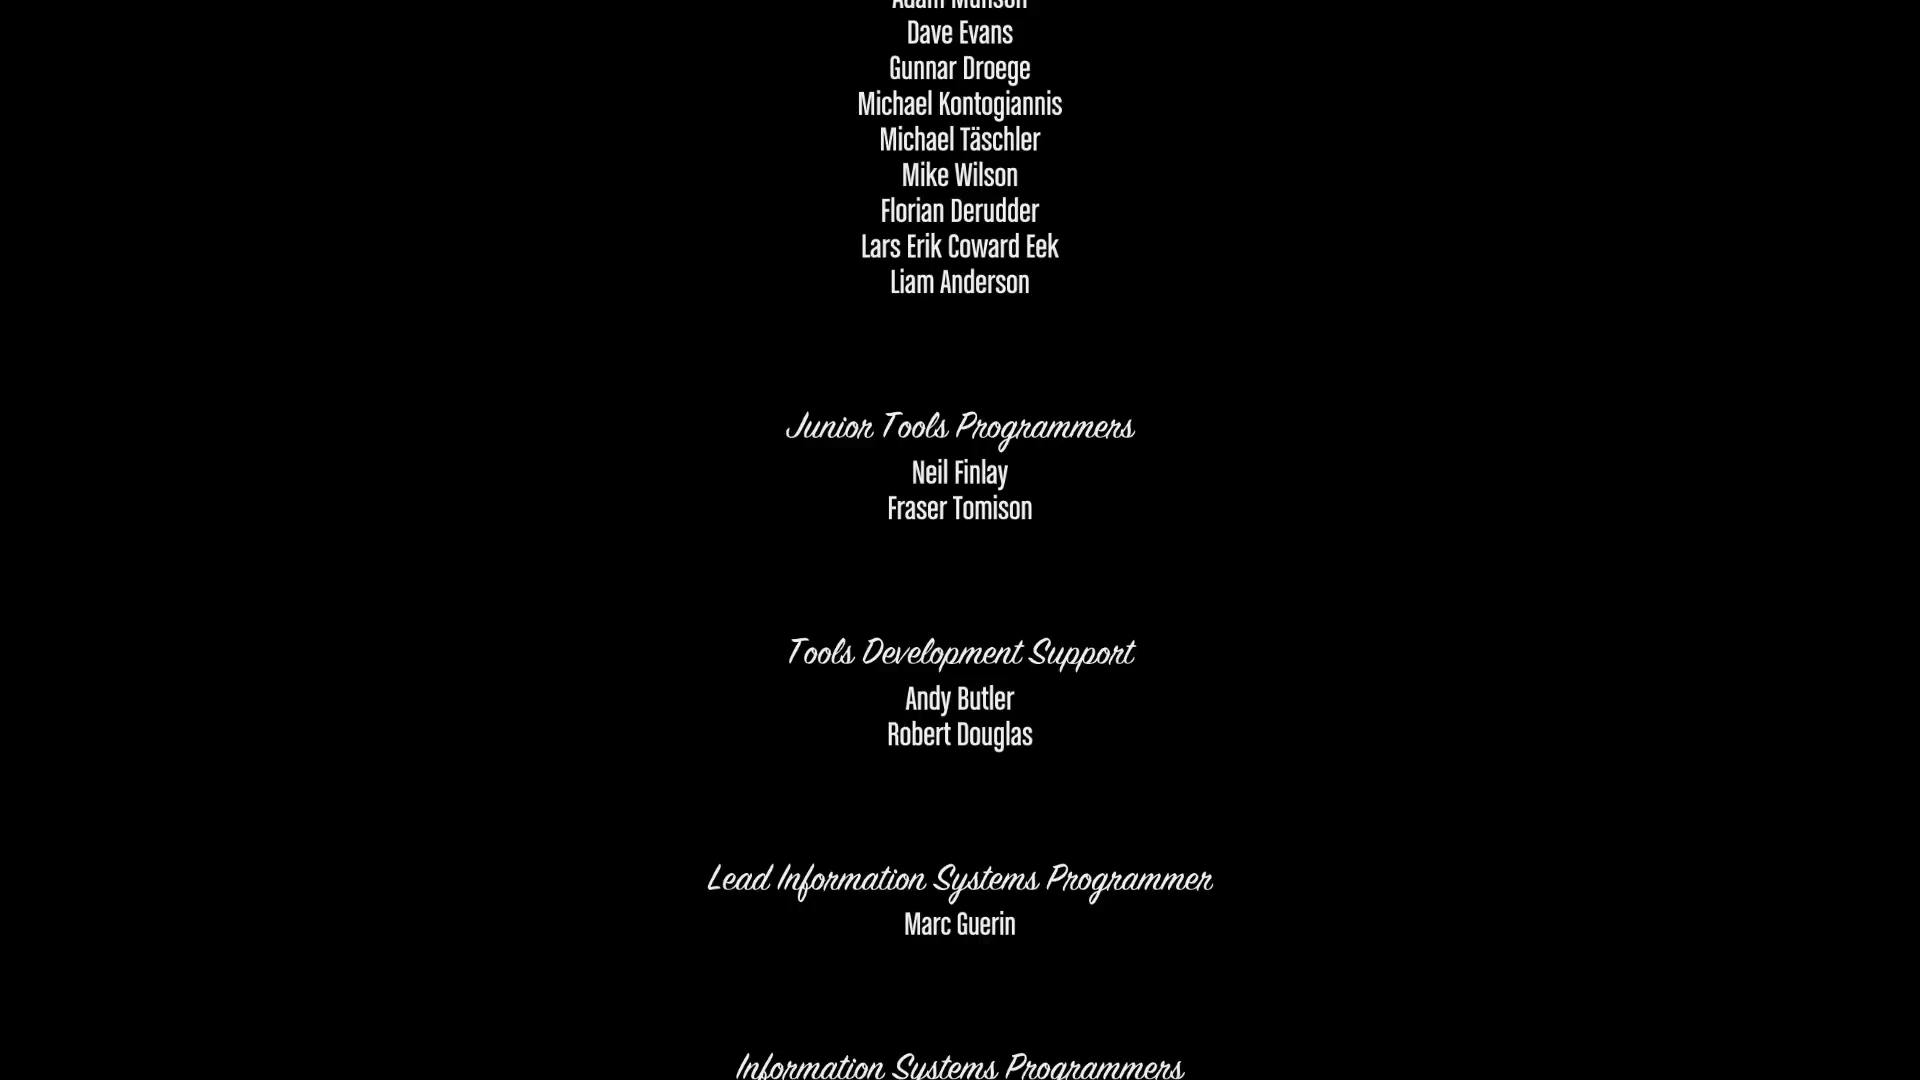 Adam Munson
Dave Evans
Gunnar Droege
Michael Kontogiannis
Michael Täschler
Mike Wilson
Florian Derudder
Lars Erik Coward Eek
Liam Anderson
Junior Tools Programmers
Neil Finlay
Fraser Tomison
Tools Development Support
Andy Butler
Robert Douglas
Lead Information Systems Programmer
Marc Guerin
Information Systems Programmers